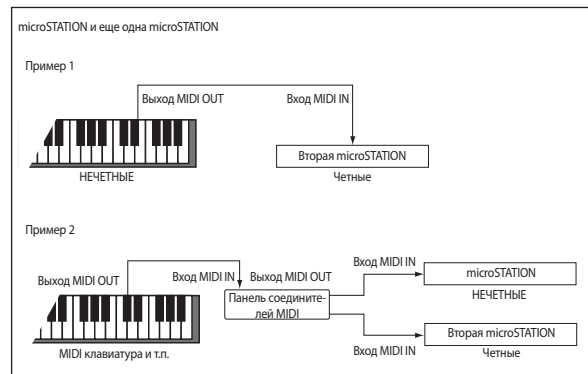 microSTATION и еще одна microSTATION
Пример 1
Выход MIDI OUT
Вход MIDI IN
Вторая microSTATION
НЕЧЕТНЫЕ
Четные
Пример 2
Вход MIDI IN
Выход MIDI OUT
Вход MIDI IN
Выход MIDI OUT
microSTATION
Панель соедините-
лей MIDI
НЕЧЕТНЫЕ
Вторая microSTATION
MIDI клавиатура и т.п.
Вход MIDI IN
Четные